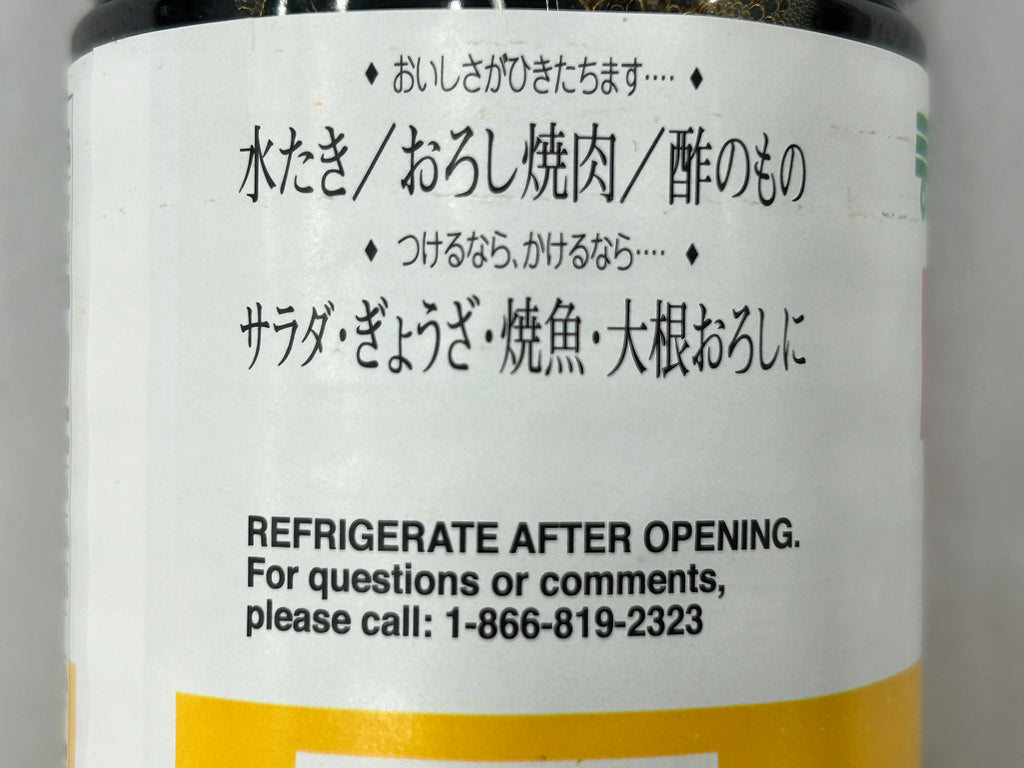 ♦ おいしさがひきたちます‥‥ ♦
水たき／おろし焼肉／酢のもの
♦ つけるなら、かけるなら‥‥ ♦
サラダ・ぎょうざ・焼魚・大根おろしに
REFRIGERATE AFTER OPENING.
For questions or comments,
please call: 1-866-819-2323